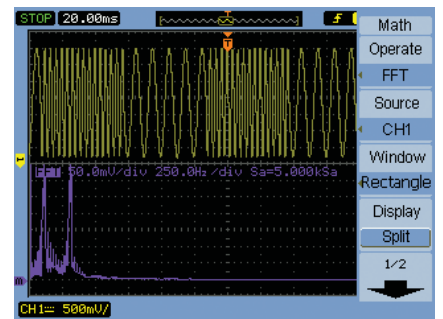 STOP 20.00ms T f
Math
Operate
FFT
Source
CH1
Window
Rectangle
Display
Split
1/2
T
FFT 50.0mV/div 250.0Hz/div Sa=5.000kSa
m
CH1 500mV/